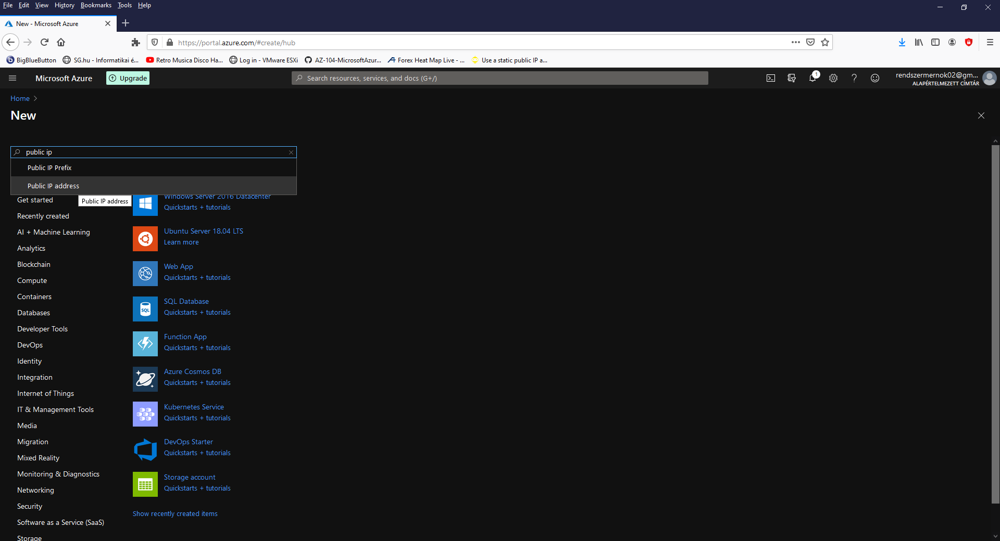 File Edit View History Bookmarks Tools Help
New - Microsoft Azure
https://portal.azure.com/#create/hub
BigBlueButton SG.hu - Informatikai é... Retro Musica Disco Ha... Log in - VMware ESXi AZ-104-MicrosoftAzur... Forex Heat Map Live - ... Use a static public IP a...
Microsoft Azure Upgrade Search resources, services, and docs (G+/) 1 rendszermernok02@gm...
ALAPÉRTELMEZETT CÍMTÁR
Home
New
public ip
Public IP Prefix
Public IP address
Public IP address
Get started
Recently created
AI + Machine Learning
Analytics
Blockchain
Compute
Containers
Databases
Developer Tools
DevOps
Identity
Integration
Internet of Things
IT & Management Tools
Media
Migration
Mixed Reality
Monitoring & Diagnostics
Networking
Security
Software as a Service (SaaS)
Storage
Windows Server 2016 Datacenter
Quickstarts + tutorials
Ubuntu Server 18.04 LTS
Learn more
Web App
Quickstarts + tutorials
SQL
SQL Database
Quickstarts + tutorials
Function App
Quickstarts + tutorials
Azure Cosmos DB
Quickstarts + tutorials
Kubernetes Service
Quickstarts + tutorials
DevOps Starter
Quickstarts + tutorials
Storage account
Quickstarts + tutorials
Show recently created items